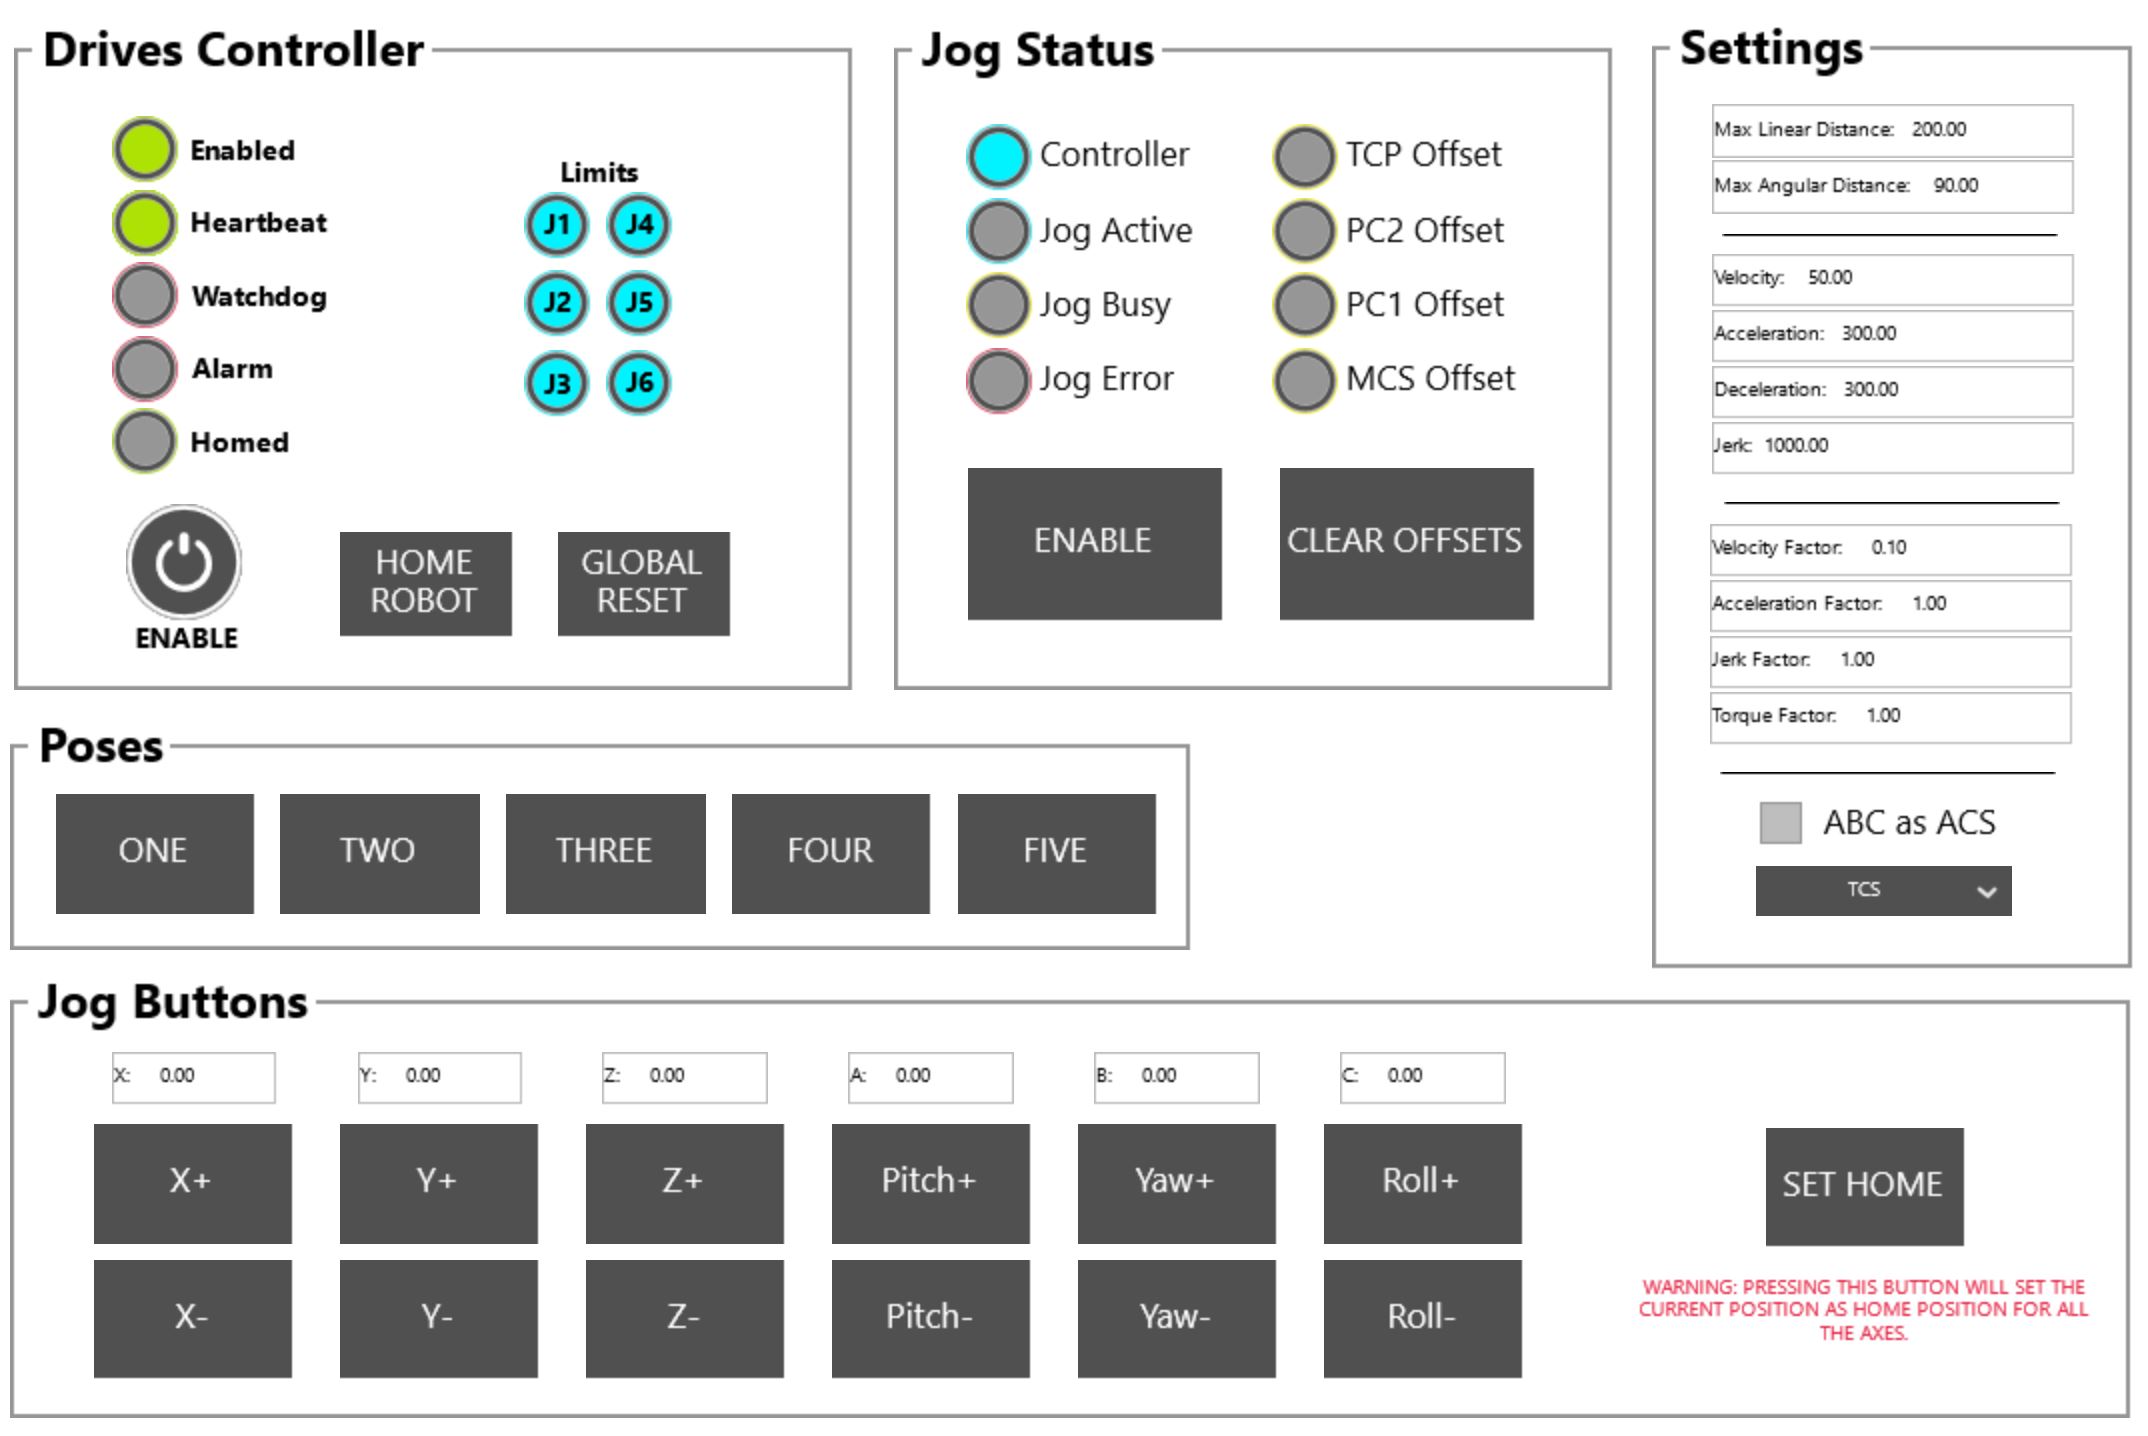 Drives Controller
Enabled
Heartbeat
Watchdog
Alarm
Homed
Limits
J1 J4
J2 J5
J3 J6
ENABLE
HOME
ROBOT
GLOBAL
RESET
Jog Status
Controller
Jog Active
Jog Busy
Jog Error
TCP Offset
PC2 Offset
PC1 Offset
MCS Offset
ENABLE
CLEAR OFFSETS
Settings
Max Linear Distance: 200.00
Max Angular Distance: 90.00
Velocity: 50.00
Acceleration: 300.00
Deceleration: 300.00
Jerk: 1000.00
Velocity Factor: 0.10
Acceleration Factor: 1.00
Jerk Factor: 1.00
Torque Factor: 1.00
ABC as ACS
TCS
Poses
ONE TWO THREE FOUR FIVE
Jog Buttons
X: 0.00 Y: 0.00 Z: 0.00 A: 0.00 B: 0.00 C: 0.00
X+ Y+ Z+ Pitch+ Yaw+ Roll+
X- Y- Z- Pitch- Yaw- Roll-
SET HOME
WARNING: PRESSING THIS BUTTON WILL SET THE
CURRENT POSITION AS HOME POSITION FOR ALL
THE AXES.